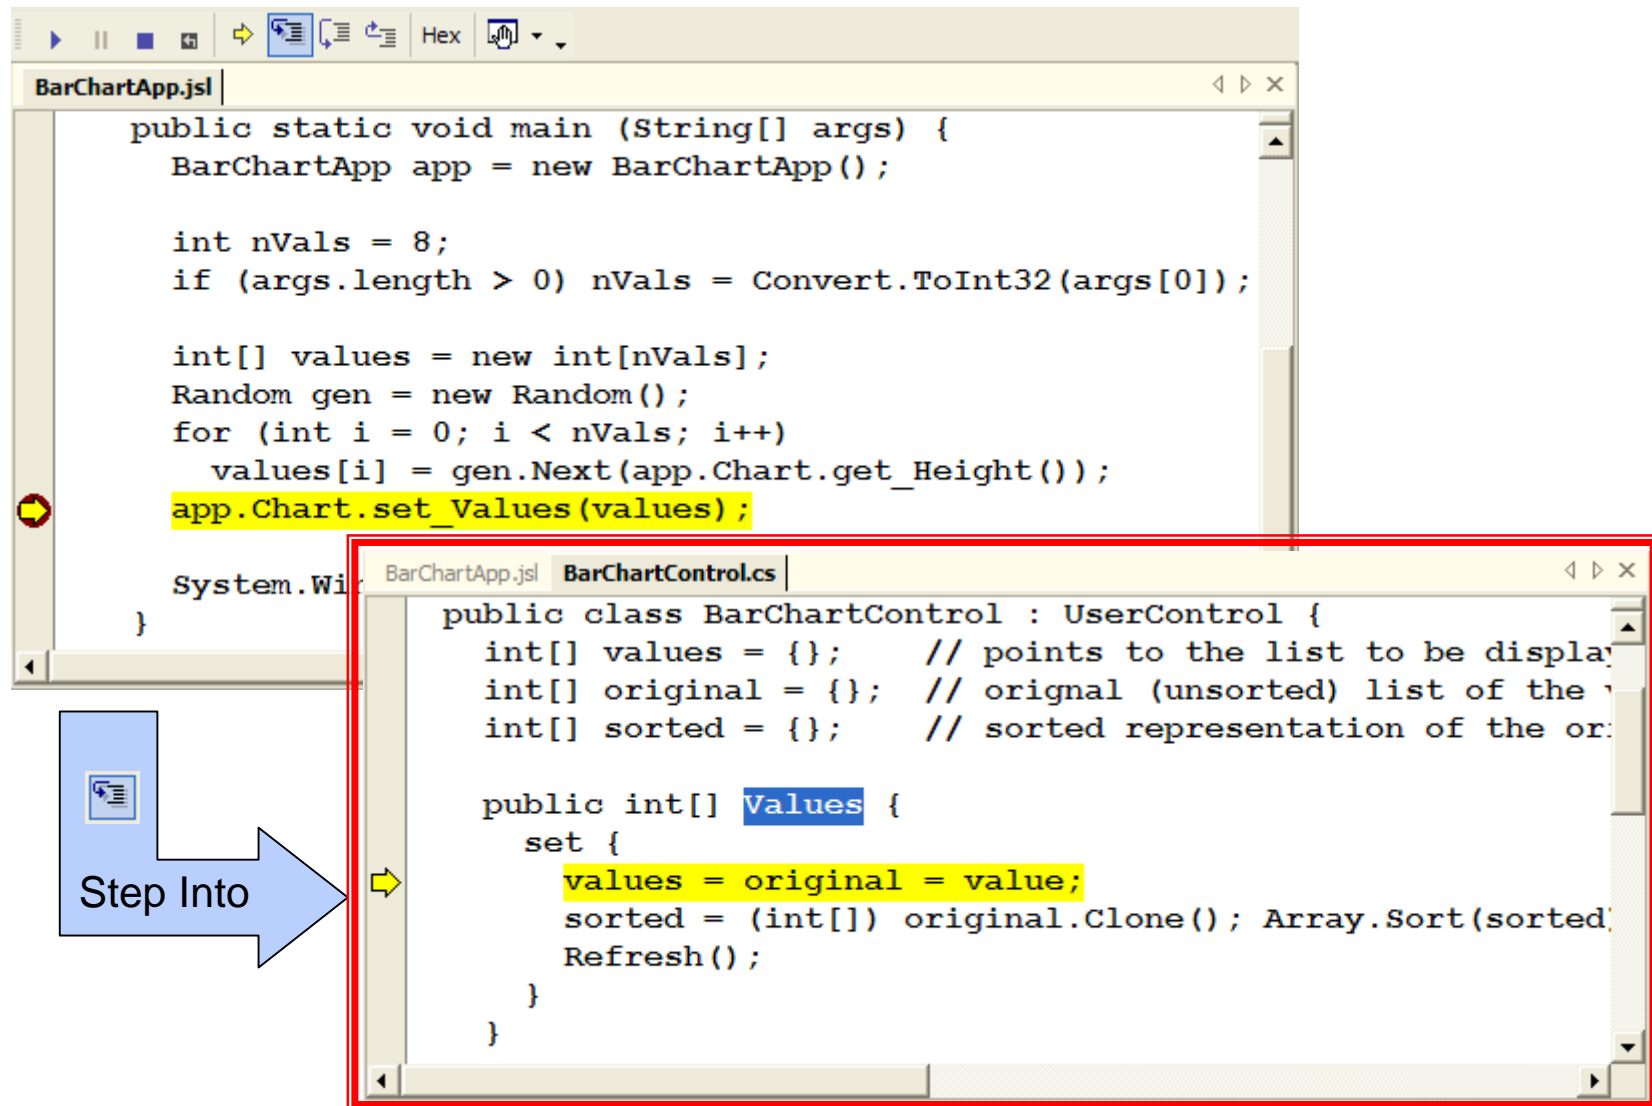 Hex
BarChartApp.jsl
public static void main (String[] args) {
BarChartApp app = new BarChartApp();
int nVals = 8;
if (args.length > 0) nVals = Convert.ToInt32(args[0]);
int[] values = new int[nVals];
Random gen = new Random();
for (int i = 0; i < nVals; i++)
values[i] = gen.Next(app.Chart.get_Height());
app.Chart.set_Values(values);
System.
}
BarChartApp.jsl BarChartControl.cs
public class BarChartControl : UserControl {
int[] values = {}; // points to the list to be
int[] original = {}; // orignal (unsorted) list of the
int[] sorted = {}; // sorted representation of the
public int[] Values {
set {
values = original = value;
sorted = (int[]) original.Clone(); Array.Sort(sorted
Refresh();
}
}
Step Into